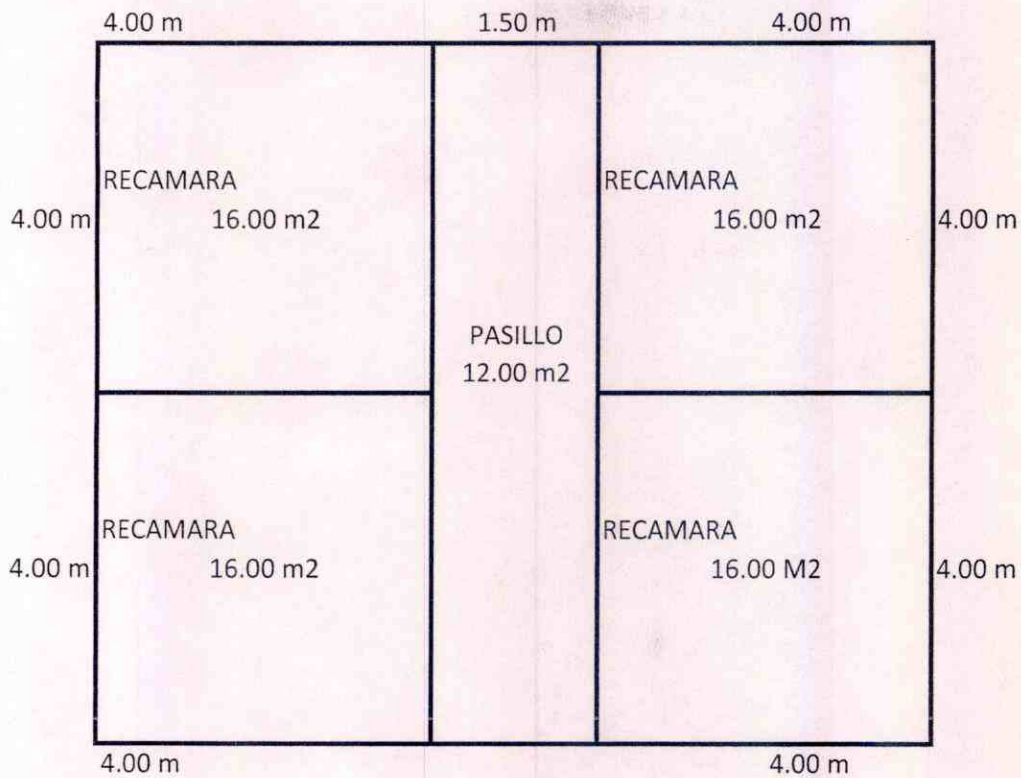 4.00 m 1.50 m 4.00 m
RECAMARA RECAMARA
4.00 m 16.00 m2 16.00 m2 4.00 m
PASILLO
12.00 m2
RECAMARA RECAMARA
4.00 m 16.00 m2 16.00 M2 4.00 m
4.00 m 4.00 m